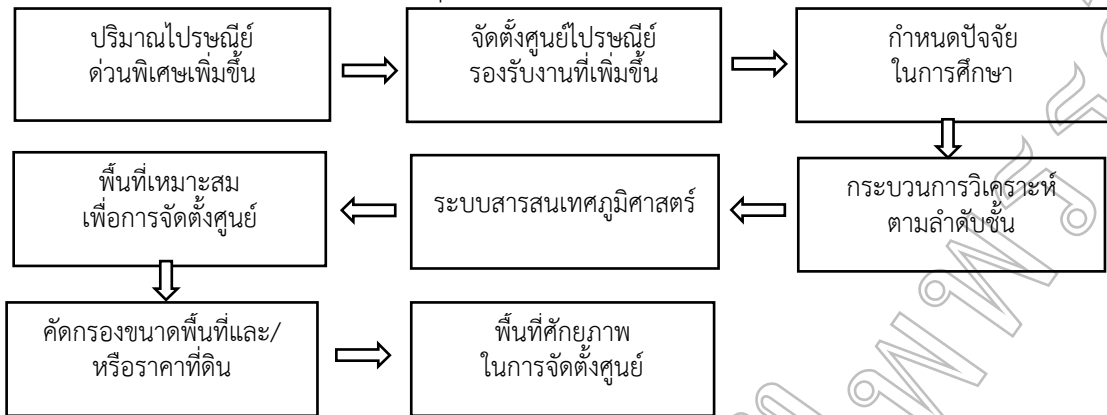 ปริมาณไปรษณีย์
ด่วนพิเศษเพิ่มขึ้น
จัดตั้งศูนย์ไปรษณีย์
รองรับงานที่เพิ่มขึ้น
กำหนดปัจจัย
ในการศึกษา
กระบวนการวิเคราะห์
ตามลำดับชั้น
ระบบสารสนเทศภูมิศาสตร์
พื้นที่เหมาะสม
เพื่อการจัดตั้งศูนย์
คัดกรองขนาดพื้นที่และ/
หรือราคาที่ดิน
พื้นที่ศักยภาพ
ในการจัดตั้งศูนย์